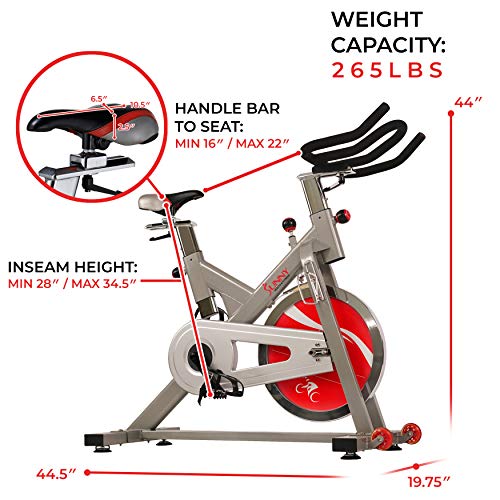 WEIGHT
CAPACITY:
265LBS
6.5"
10.5"
2.5"
HANDLE BAR
TO SEAT:
MIN 16" / MAX 22"
44"
INSEAM HEIGHT:
MIN 28" / MAX 34.5"
SUNNY
44.5"
19.75"